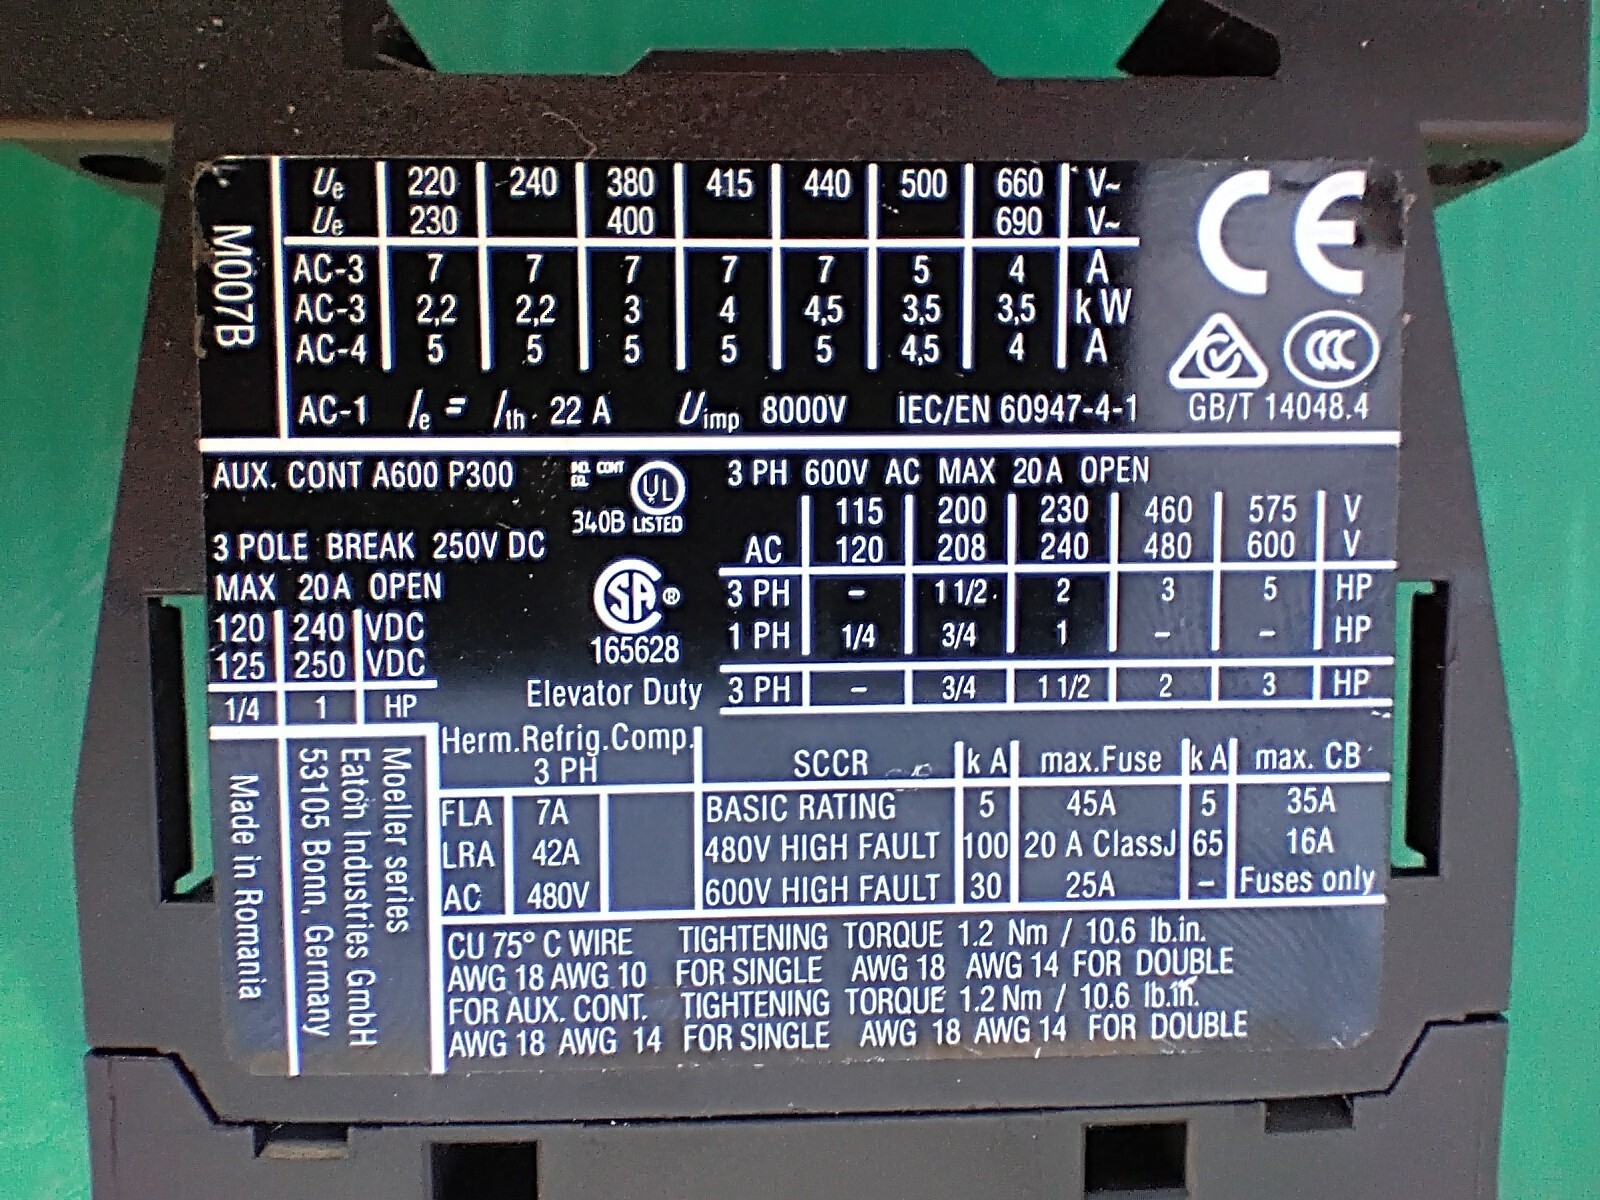 M007B
Ue 220 240 380 415 440 500 660 V~
Ue 230 400 690 V~
AC-3 7 7 7 7 7 5 4 A
AC-3 2,2 2,2 3 4 4,5 3,5 3,5 kW
AC-4 5 5 5 5 5 4,5 4 A
AC-1 Ie = Ith 22 A Uimp 8000V IEC/EN 60947-4-1
CE
CCC
GB/T 14048.4
AUX. CONT A600 P300
IND. CONT
EQ.
UL
340B LISTED
3 POLE BREAK 250V DC
MAX 20A OPEN
120 240 VDC
125 250 VDC
1/4 1 HP
SA ®
165628
3 PH 600V AC MAX 20A OPEN
115 200 230 460 575 V
AC 120 208 240 480 600 V
3 PH - 1 1/2 2 3 5 HP
1 PH 1/4 3/4 1 - - HP
Elevator Duty 3 PH - 3/4 1 1/2 2 3 HP
Made in Romania
Moeller series
Eaton Industries GmbH
53105 Bonn, Germany
Herm.Refrig.Comp.
3 PH
FLA 7A
LRA 42A
AC 480V
SCCR kA max.Fuse kA max. CB
BASIC RATING 5 45A 5 35A
480V HIGH FAULT 100 20 A ClassJ 65 16A
600V HIGH FAULT 30 25A - Fuses only
CU 75° C WIRE TIGHTENING TORQUE 1.2 Nm / 10.6 lb.in.
AWG 18 AWG 10 FOR SINGLE AWG 18 AWG 14 FOR DOUBLE
FOR AUX. CONT. TIGHTENING TORQUE 1.2 Nm / 10.6 lb.in.
AWG 18 AWG 14 FOR SINGLE AWG 18 AWG 14 FOR DOUBLE